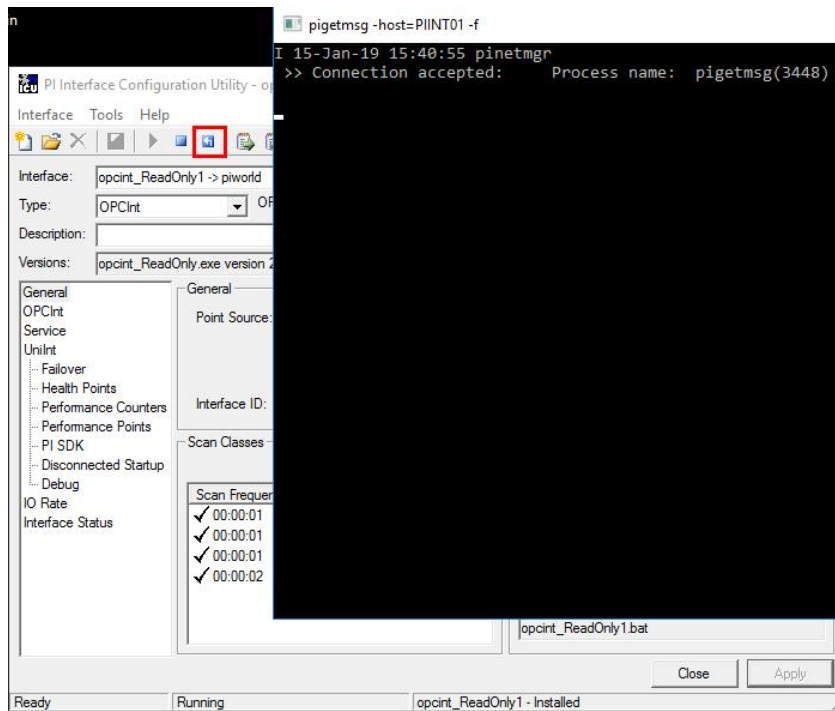 n
pigetmsg -host=PIINT01 -f
I 15-Jan-19 15:40:55 pinetmgr
>> Connection accepted: Process name: pigetmsg(3448)
PI Interface Configuration Utility - op
Interface Tools Help
Interface: opcint_ReadOnly1 -> piworld
Type: OPCInt OP
Description:
Versions: opcint_ReadOnly.exe version 2
General
OPCInt
Service
UniInt
Failover
Health Points
Performance Counters
Performance Points
PI SDK
Disconnected Startup
Debug
IO Rate
Interface Status
General
Point Source:
Interface ID:
Scan Classes
Scan Frequen
00:00:01
00:00:01
00:00:01
00:00:02
opcint_ReadOnly1.bat
Close Apply
Ready Running opcint_ReadOnly1 - Installed